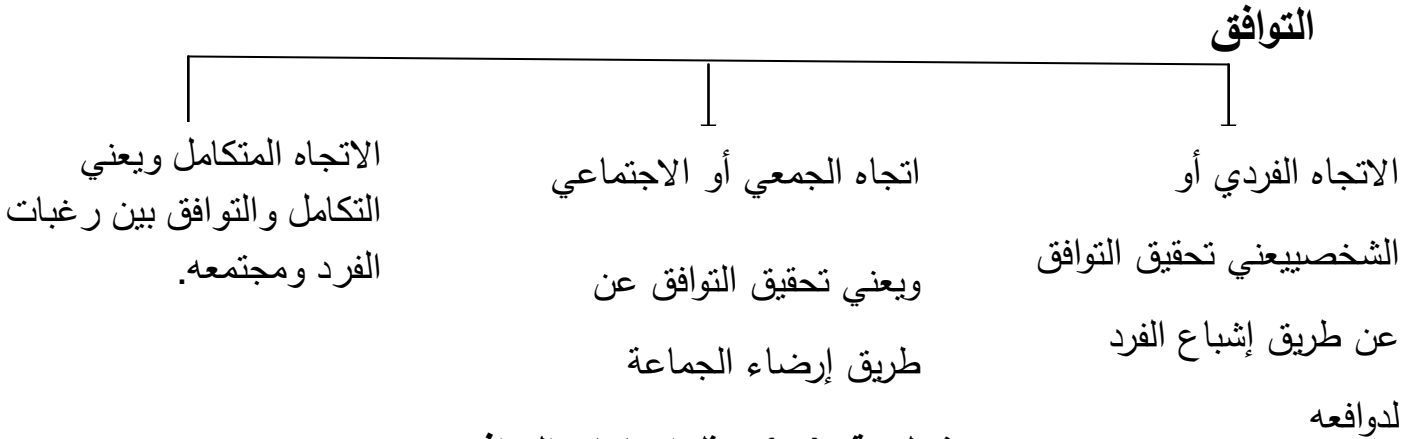 التوافق
الاتجاه الفردي أو
الشخصييعني تحقيق التوافق
عن طريق إشباع الفرد
لدوافعه
اتجاه الجمعي أو الاجتماعي
ويعني تحقيق التوافق عن
طريق إرضاء الجماعة
الاتجاه المتكامل ويعني
التكامل والتوافق بين رغبات
الفرد ومجتمعه.